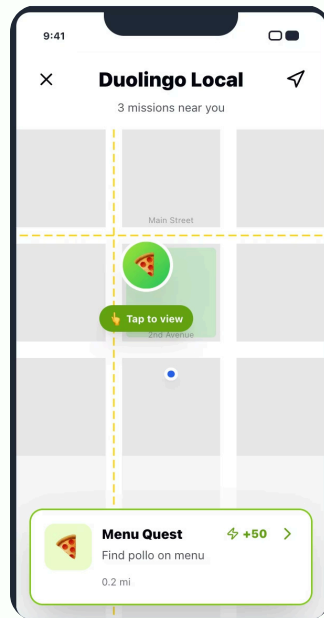 9:41
Duolingo Local
3 missions near you
Main Street
Tap to view
2nd Avenue
Menu Quest
+50
Find pollo on menu
0.2 mi